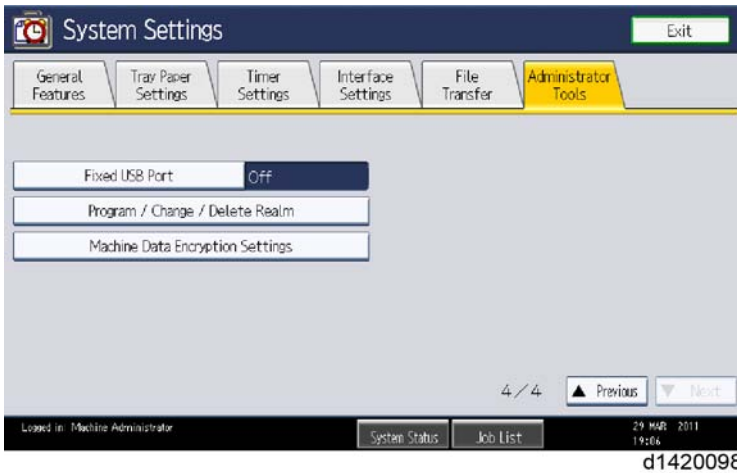 System Settings
Exit
General Features
Tray Paper Settings
Timer Settings
Interface Settings
File Transfer
Administrator Tools
Fixed USB Port
Off
Program / Change / Delete Realm
Machine Data Encryption Settings
4/4
▲ Previous
▼ Next
Logged in: Machine Administrator
System Status
Job List
29 MAR 2011
19:06
d1420098